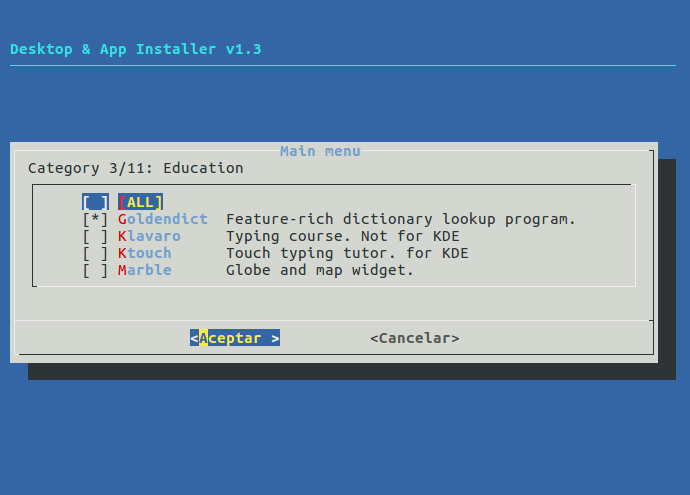 Desktop & App Installer v1.3
Main menu
Category 3/11: Education
[ ] [ALL]
[*] Goldendict Feature-rich dictionary lookup program.
[ ] Klavaro Typing course. Not for KDE
[ ] Ktouch Touch typing tutor. for KDE
[ ] Marble Globe and map widget.
<Aceptar > <Cancelar>